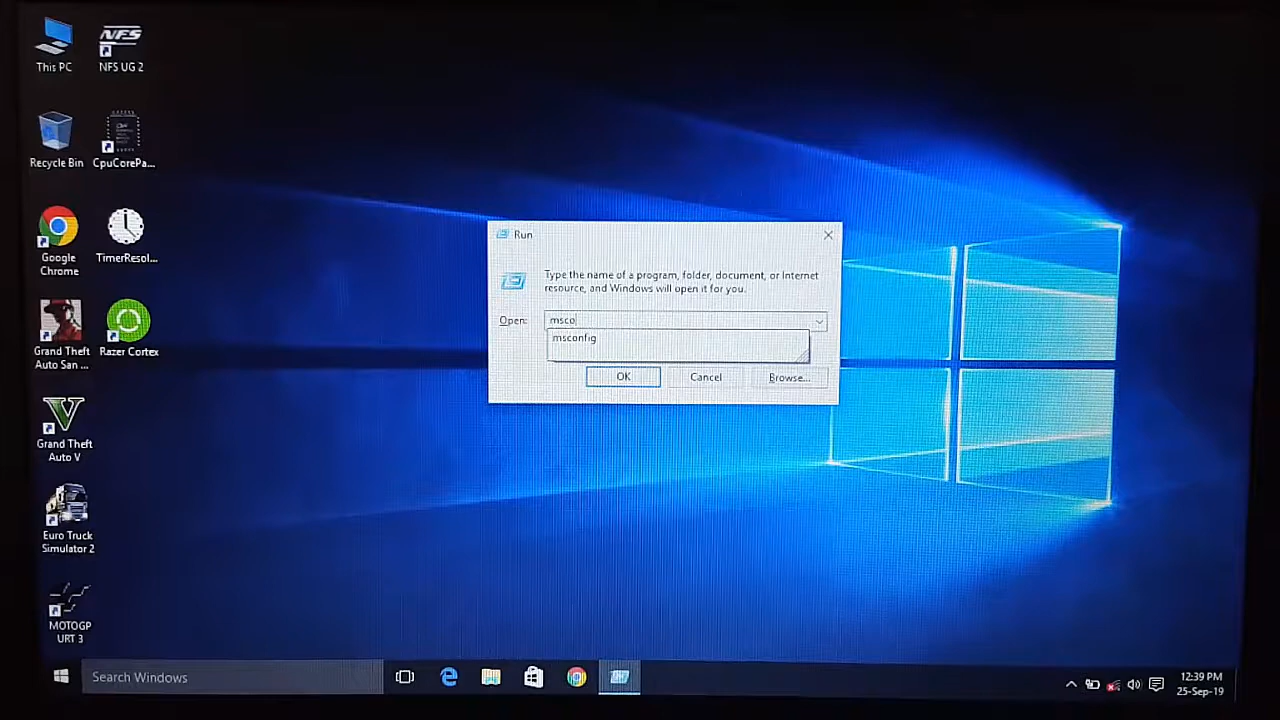 This PC
NFS
NFS UG 2
Recycle Bin
CpuCorePa...
Google
Chrome
TimerResol...
Grand Theft
Auto San ...
Razer Cortex
Grand Theft
Auto V
Euro Truck
Simulator 2
MOTOGP
URT 3
Run
Type the name of a program, folder, document, or Internet
resource, and Windows will open it for you.
Open:
msco
msconfig
OK
Cancel
Browse...
Search Windows
12:39 PM
25-Sep-19